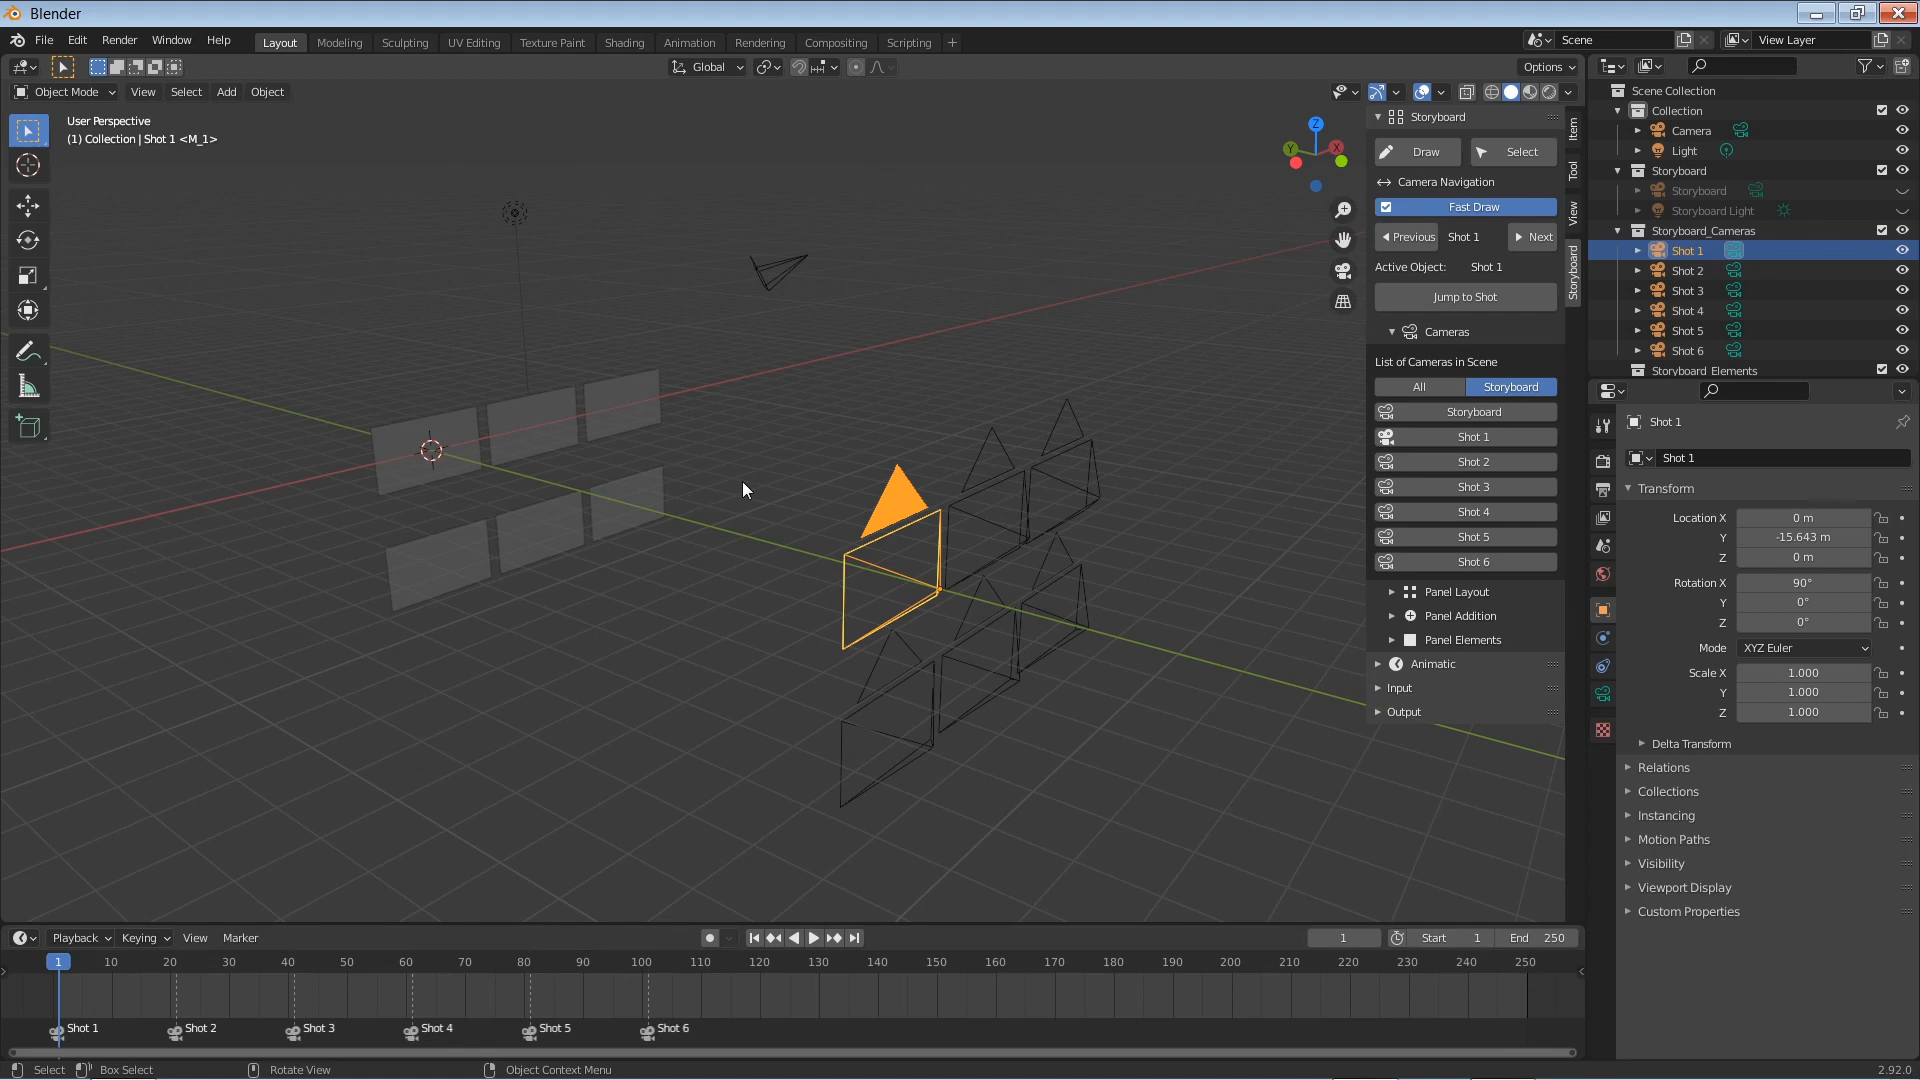 Blender
File Edit Render Window Help
Layout Modeling Sculpting UV Editing Texture Paint Shading Animation Rendering Compositing Scripting +
Scene
View Layer
Global
Options
Object Mode View Select Add Object
User Perspective
(1) Collection | Shot 1 <M_1>
Z
Y
X
Storyboard
Draw
Select
Camera Navigation
Fast Draw
Previous Shot 1 Next
Active Object: Shot 1
Jump to Shot
Cameras
List of Cameras in Scene
All Storyboard
Storyboard
Shot 1
Shot 2
Shot 3
Shot 4
Shot 5
Shot 6
Panel Layout
Panel Addition
Panel Elements
Animatic
Input
Output
Item
Tool
View
Storyboard
Scene Collection
Collection
Camera
Light
Storyboard
Storyboard
Storyboard Light
Storyboard_Cameras
Shot 1
Shot 2
Shot 3
Shot 4
Shot 5
Shot 6
Storyboard Elements
Shot 1
Shot 1
Transform
Location X 0 m
Y -15.643 m
Z 0 m
Rotation X 90°
Y 0°
Z 0°
Mode XYZ Euler
Scale X 1.000
Y 1.000
Z 1.000
Delta Transform
Relations
Collections
Instancing
Motion Paths
Visibility
Viewport Display
Custom Properties
Playback Keying View Marker
1
Start 1
End 250
1 10 20 30 40 50 60 70 80 90 100 110 120 130 140 150 160 170 180 190 200 210 220 230 240 250
Shot 1 Shot 2 Shot 3 Shot 4 Shot 5 Shot 6
Select Box Select Rotate View Object Context Menu
2.92.0